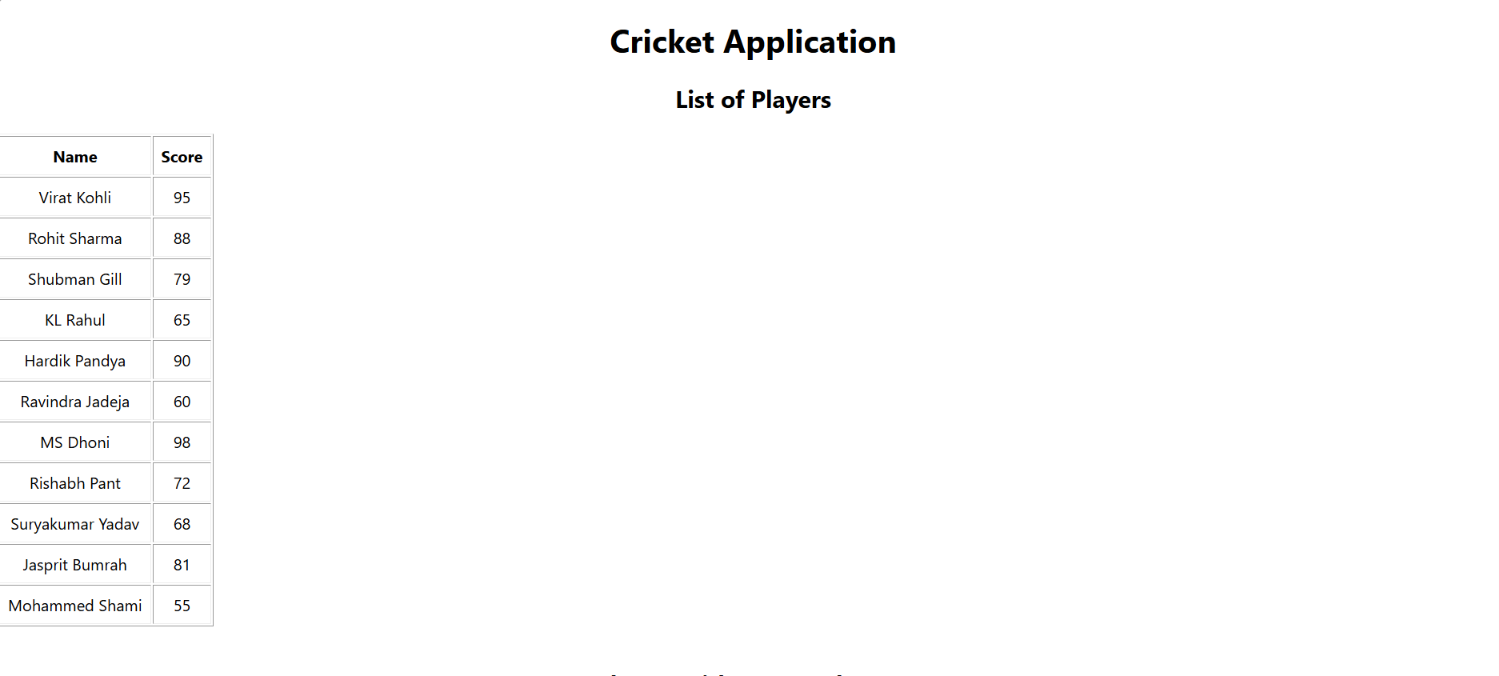 Cricket Application
List of Players
Name Score
Virat Kohli 95
Rohit Sharma 88
Shubman Gill 79
KL Rahul 65
Hardik Pandya 90
Ravindra Jadeja 60
MS Dhoni 98
Rishabh Pant 72
Suryakumar Yadav 68
Jasprit Bumrah 81
Mohammed Shami 55